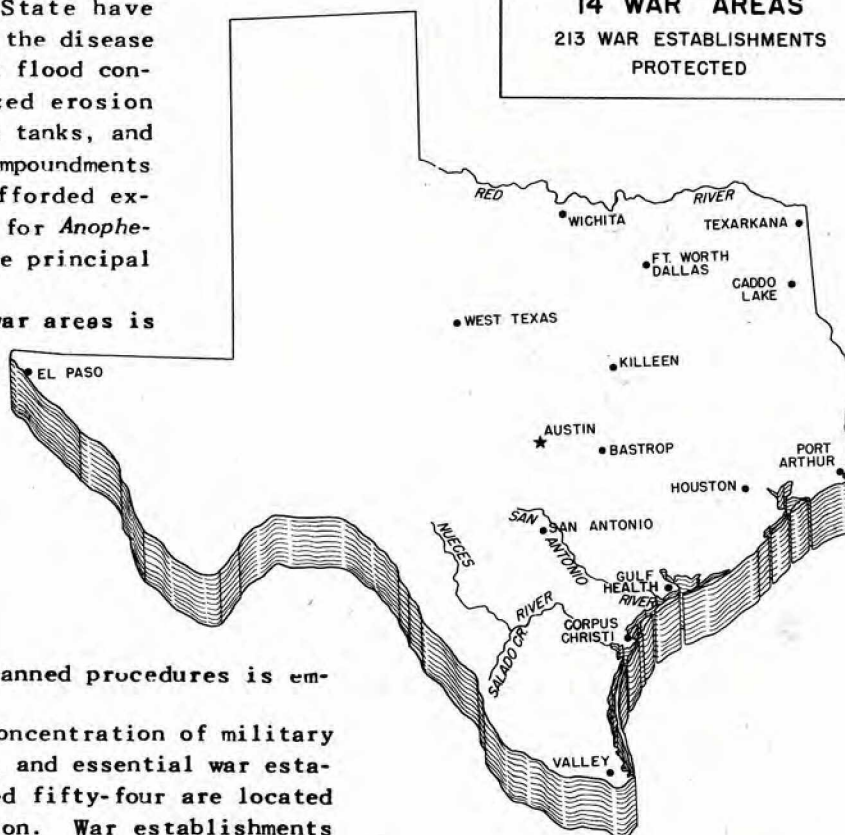 State have
the disease
flood con-
ced erosion
tanks, and
mpoundments
fforded ex-
for Anophe-
e principal
war areas is
14 WAR AREAS
213 WAR ESTABLISHMENTS
PROTECTED
RED
RIVER
WICHITA
TEXARKANA
FT. WORTH
DALLAS
CADDO
LAKE
WEST TEXAS
KILLEEN
EL PASO
AUSTIN
BASTROP
PORT
ARTHUR
HOUSTON
NUECES
RIVER
SAN
ANTONIO
RIVER
SAN ANTONIO
GULF
HEALTH
SALADO CR.
CORPUS
CHRISTI
VALLEY
anned procedures is em-
oncentration of military
and essential war esta-
ed fifty-four are located
on. War establishments